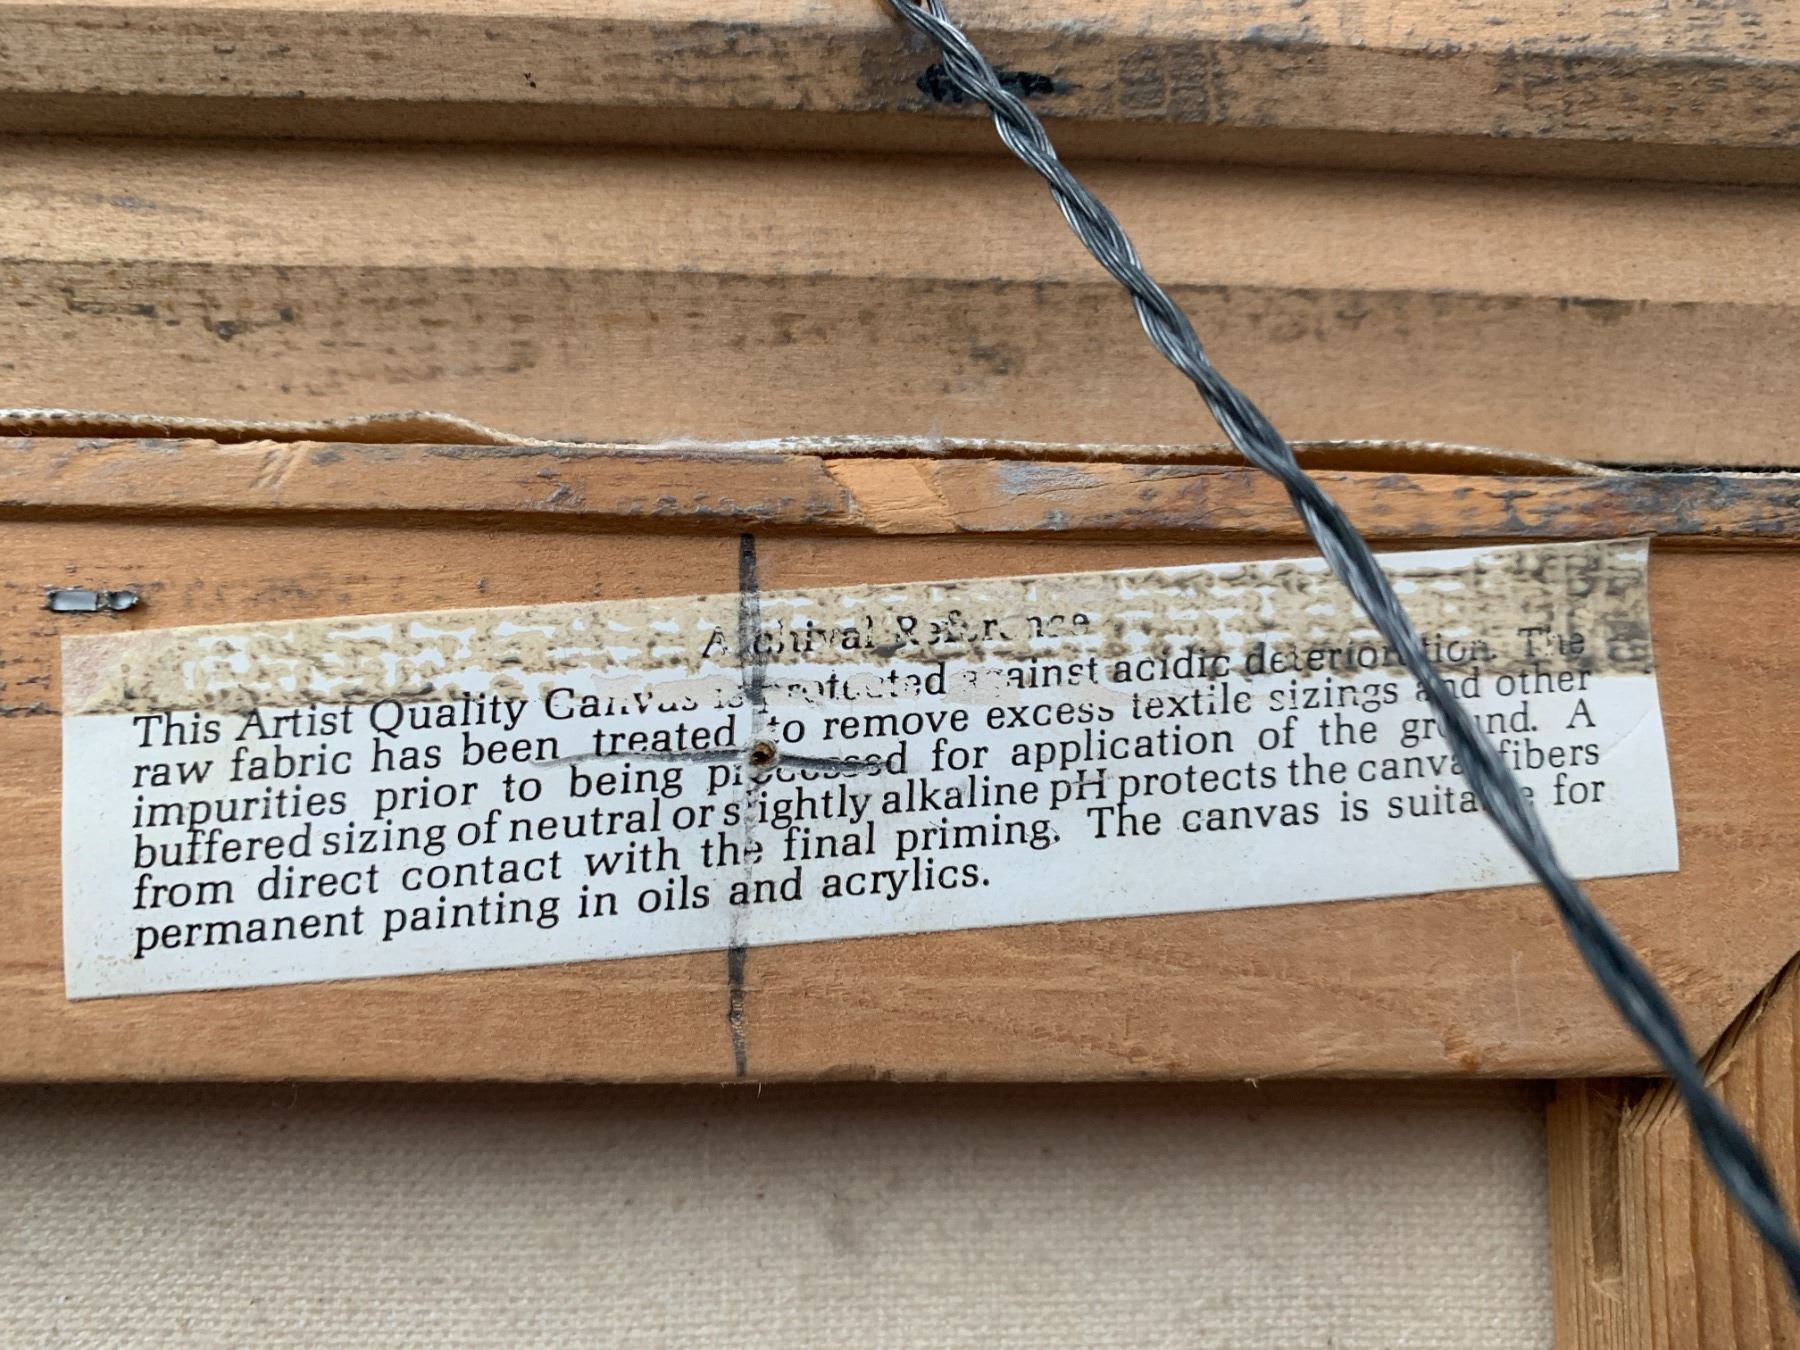 Archival Reference
This Artist Quality Canvas is protected against acidic deterioration. The
raw fabric has been treated to remove excess textile sizings and other
impurities prior to being processed for application of the ground. A
buffered sizing of neutral or slightly alkaline pH protects the canvas fibers
from direct contact with the final priming. The canvas is suitable for
permanent painting in oils and acrylics.